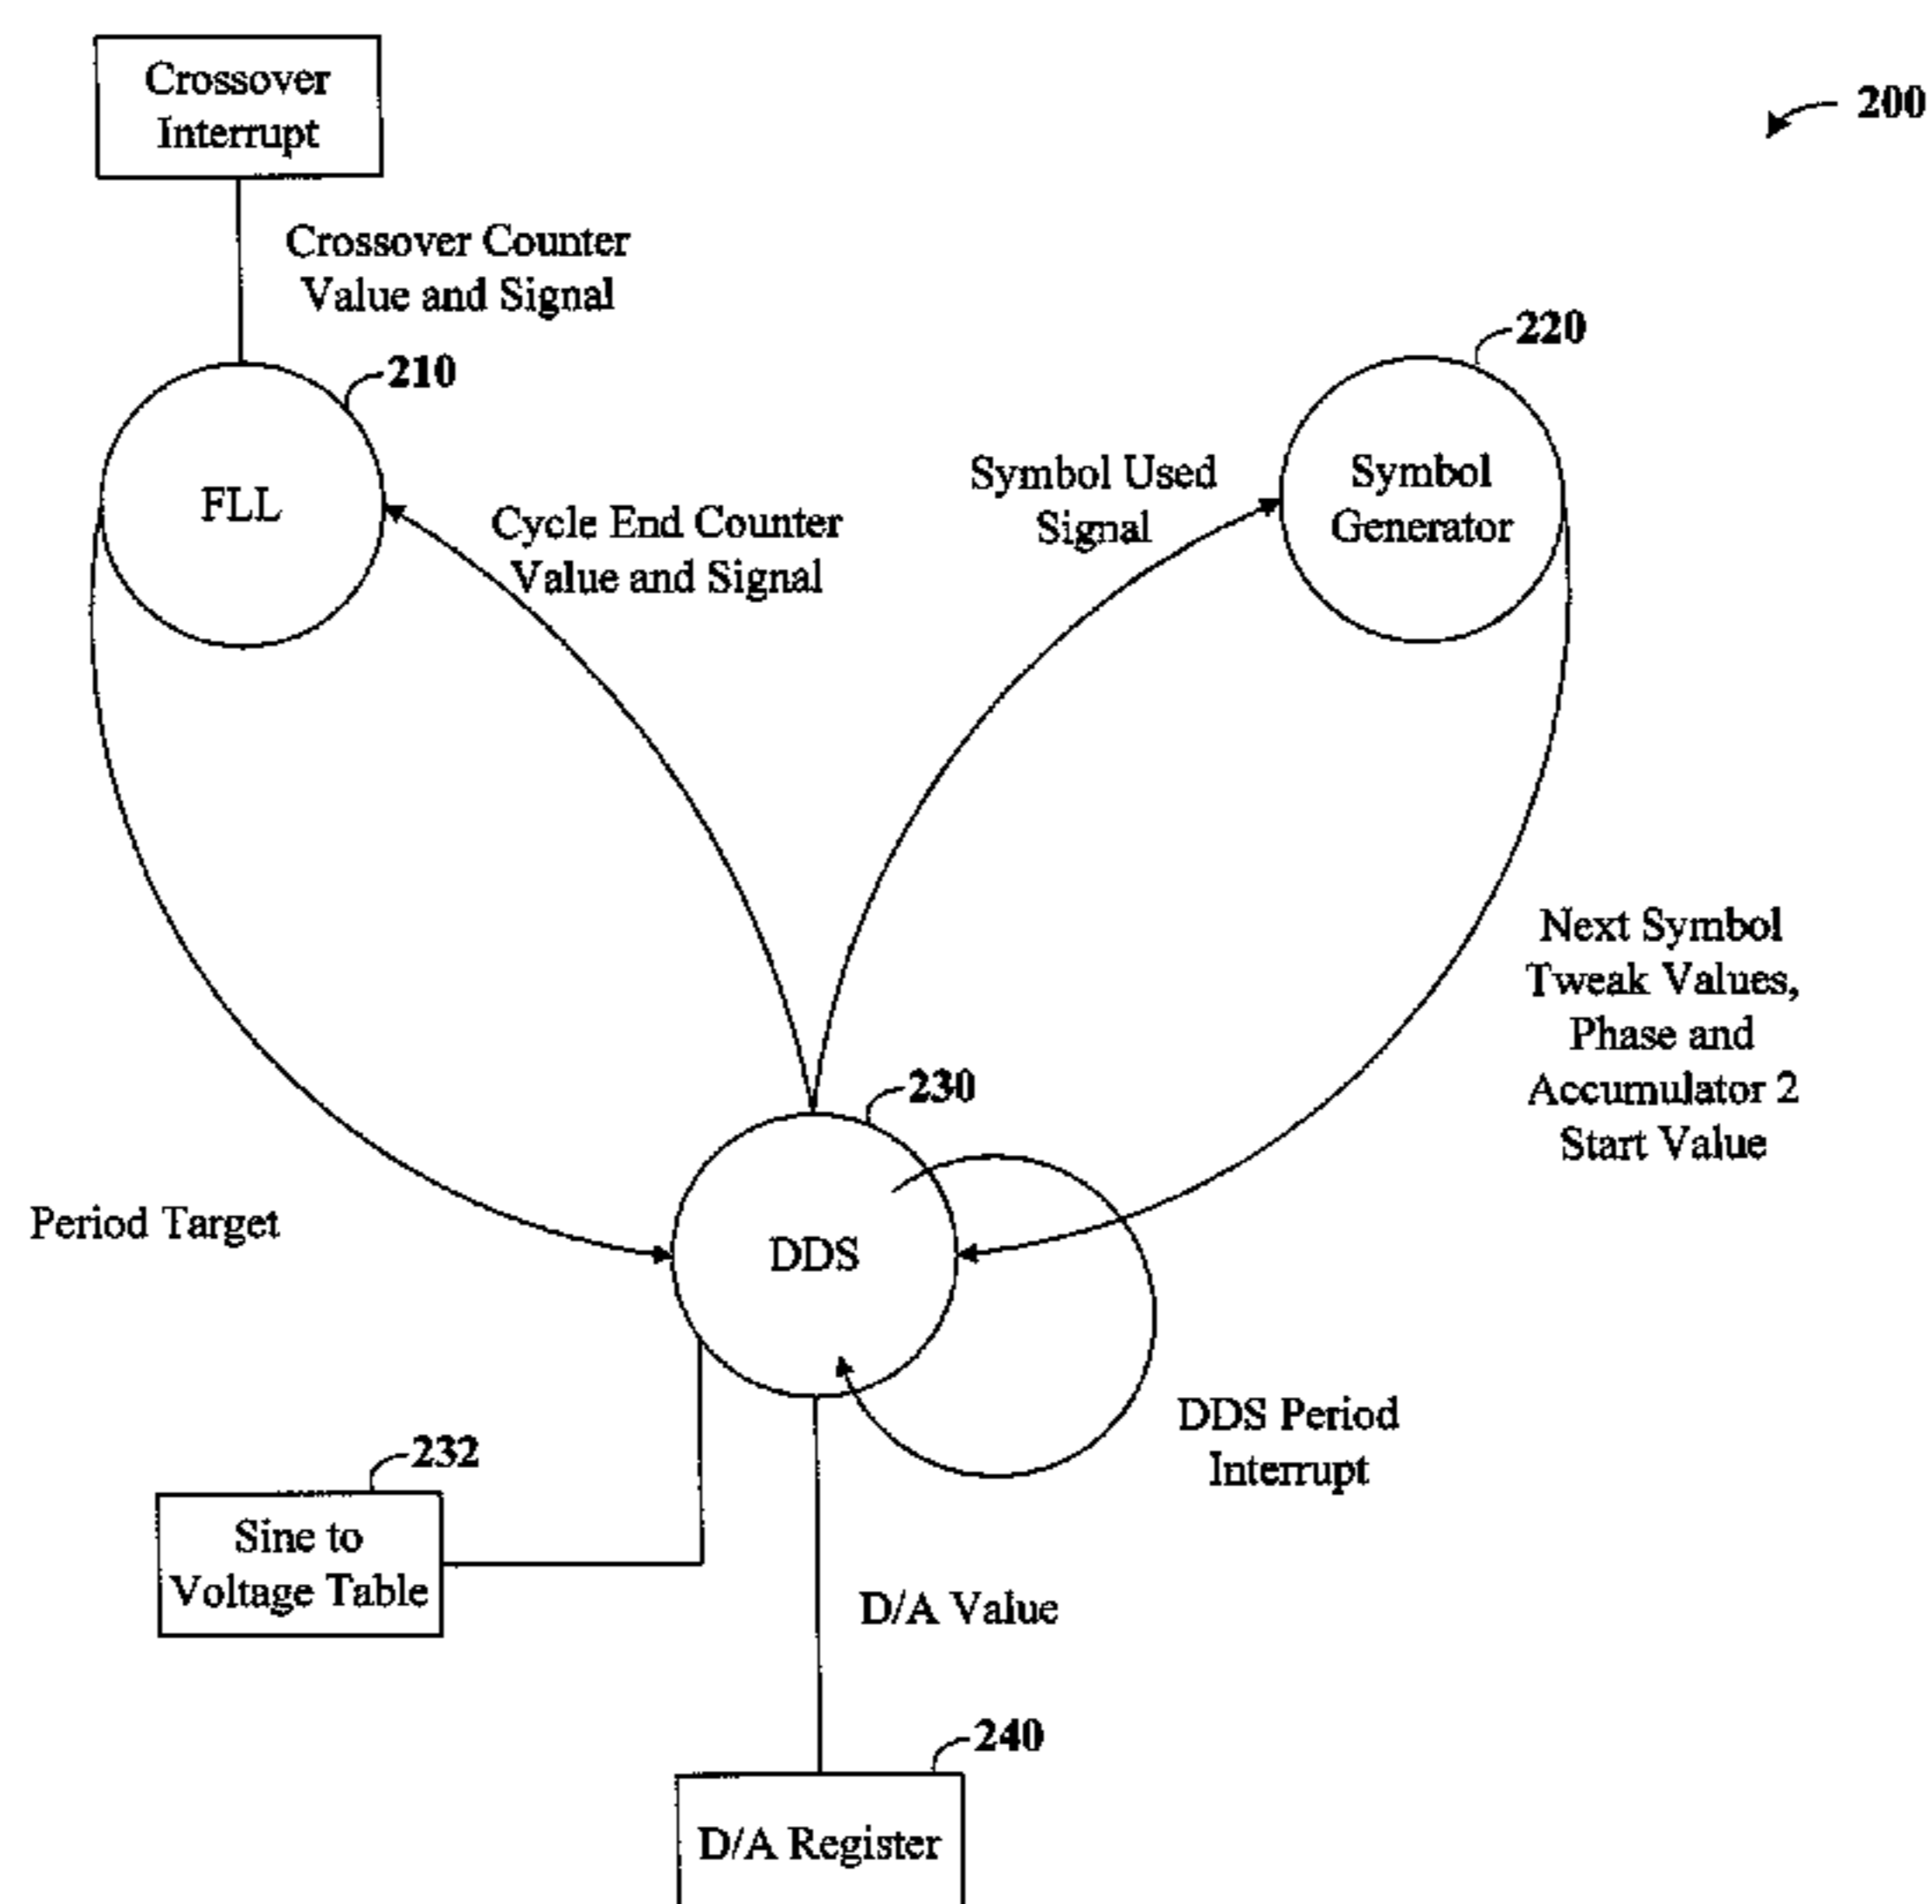 Crossover
Interrupt
200
Crossover Counter
Value and Signal
210
220
FLL
Cycle End Counter
Value and Signal
Symbol Used
Signal
Symbol
Generator
Next Symbol
Tweak Values,
Phase and
Accumulator 2
Start Value
230
Period Target
DDS
DDS Period
Interrupt
232
Sine to
Voltage Table
D/A Value
240
D/A Register